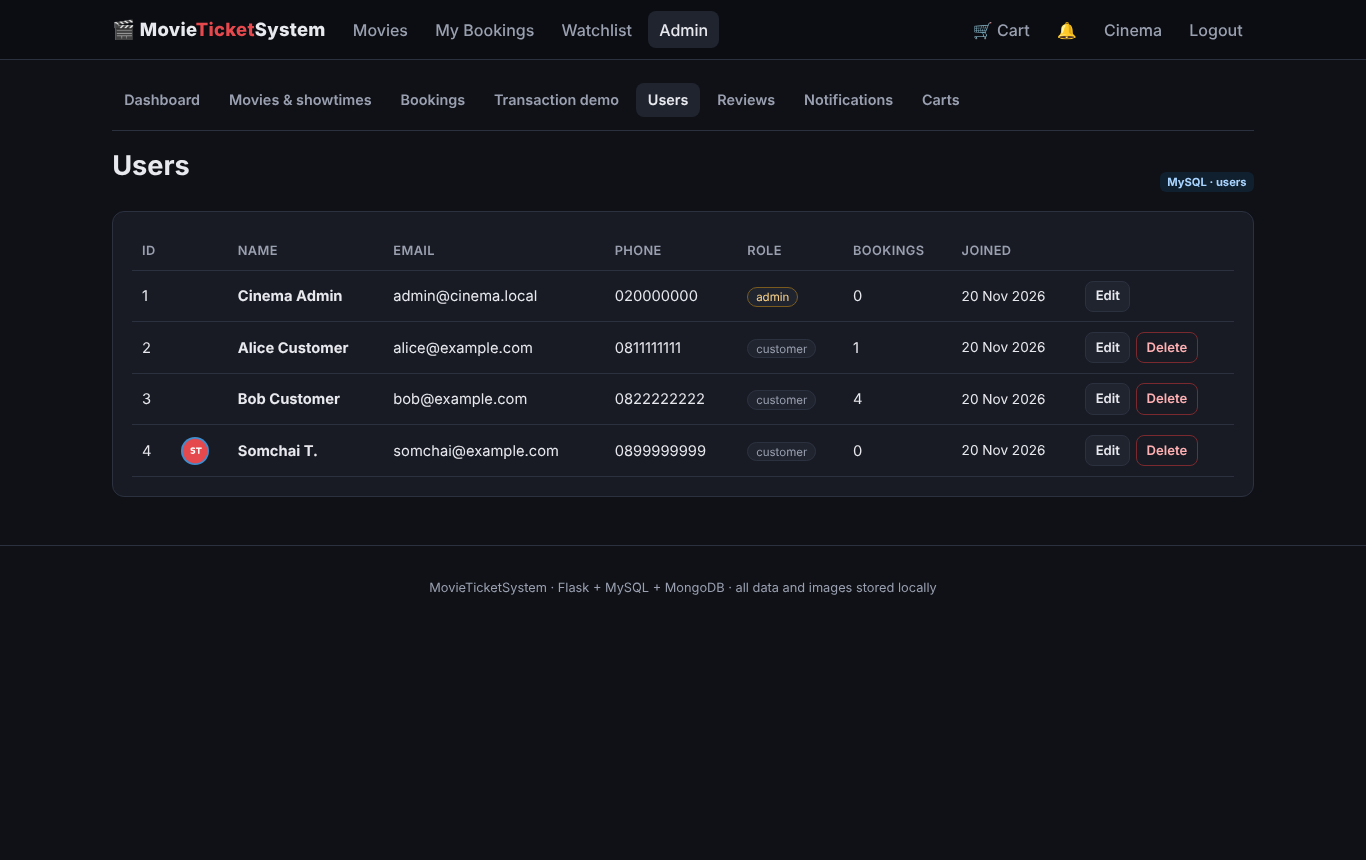 MovieTicketSystem Movies My Bookings Watchlist Admin Cart Cinema Logout
Dashboard Movies & showtimes Bookings Transaction demo Users Reviews Notifications Carts
Users
MySQL · users
ID NAME EMAIL PHONE ROLE BOOKINGS JOINED
1 Cinema Admin admin@cinema.local 020000000 admin 0 20 Nov 2026 Edit
2 Alice Customer alice@example.com 0811111111 customer 1 20 Nov 2026 Edit Delete
3 Bob Customer bob@example.com 0822222222 customer 4 20 Nov 2026 Edit Delete
4 ST Somchai T. somchai@example.com 0899999999 customer 0 20 Nov 2026 Edit Delete
MovieTicketSystem · Flask + MySQL + MongoDB · all data and images stored locally